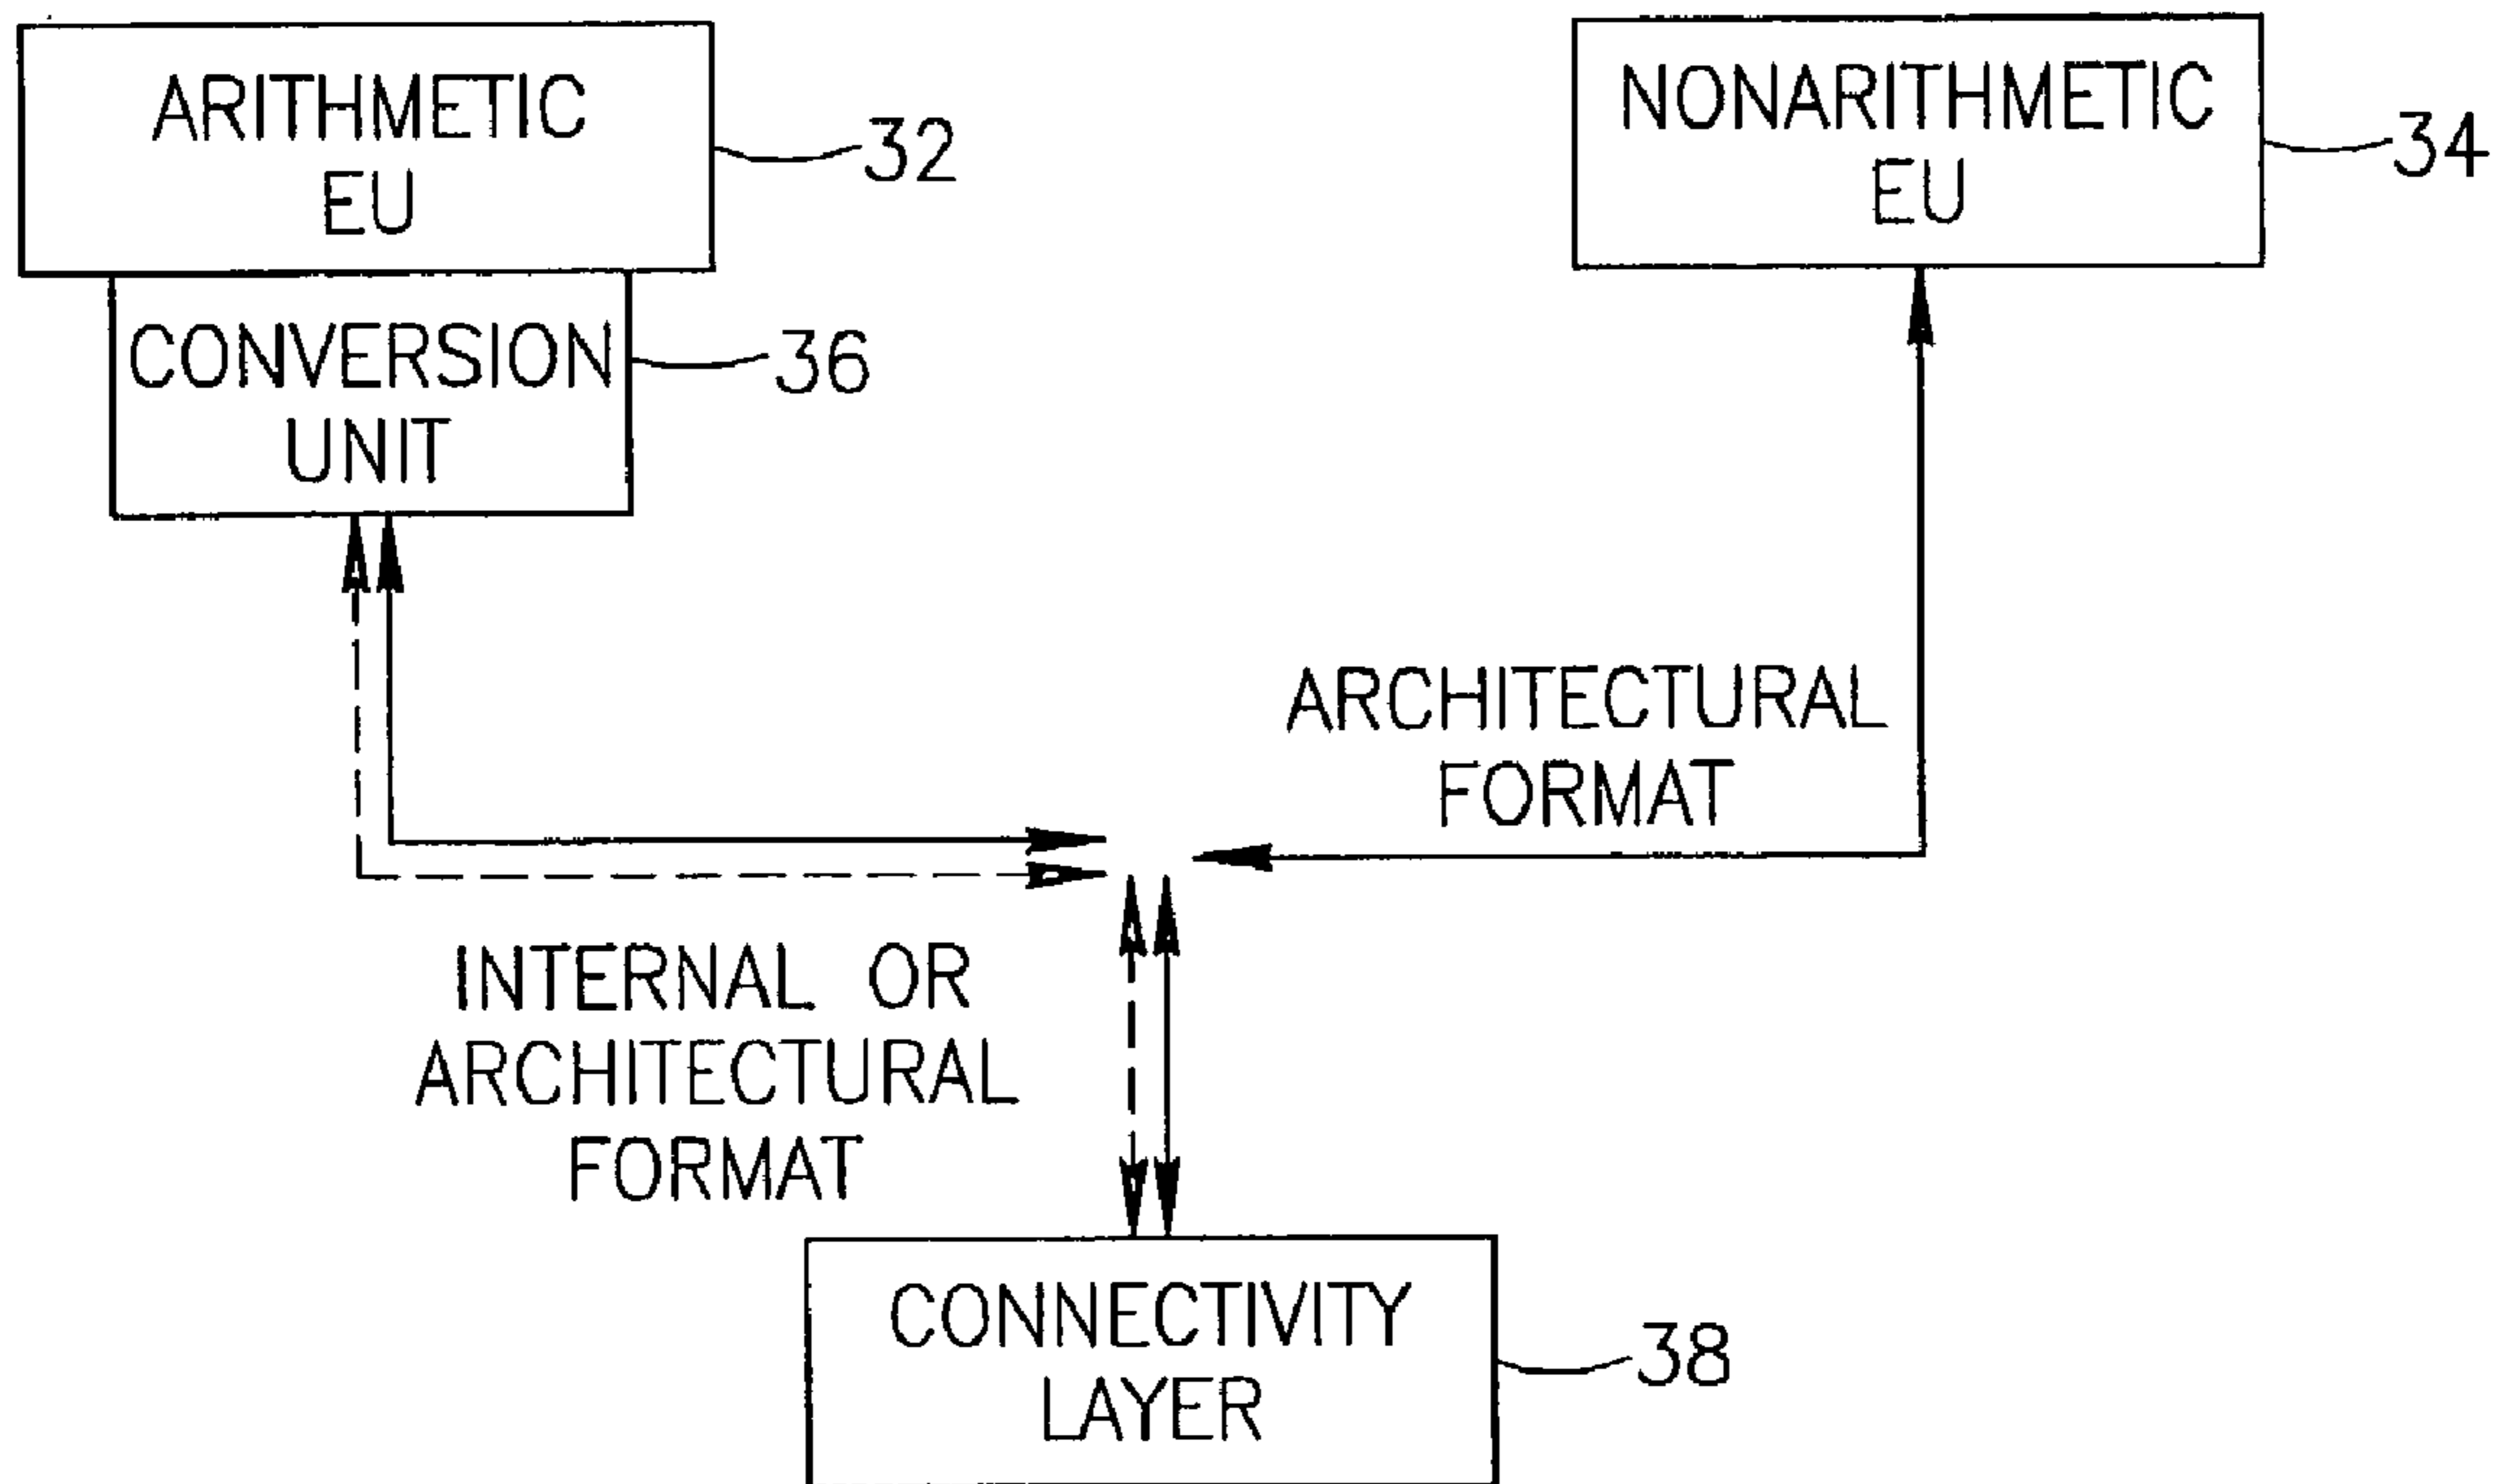 ARITHMETIC
EU
32
NONARITHMETIC
EU
34
CONVERSION
UNIT
36
ARCHITECTURAL
FORMAT
INTERNAL OR
ARCHITECTURAL
FORMAT
CONNECTIVITY
LAYER
38